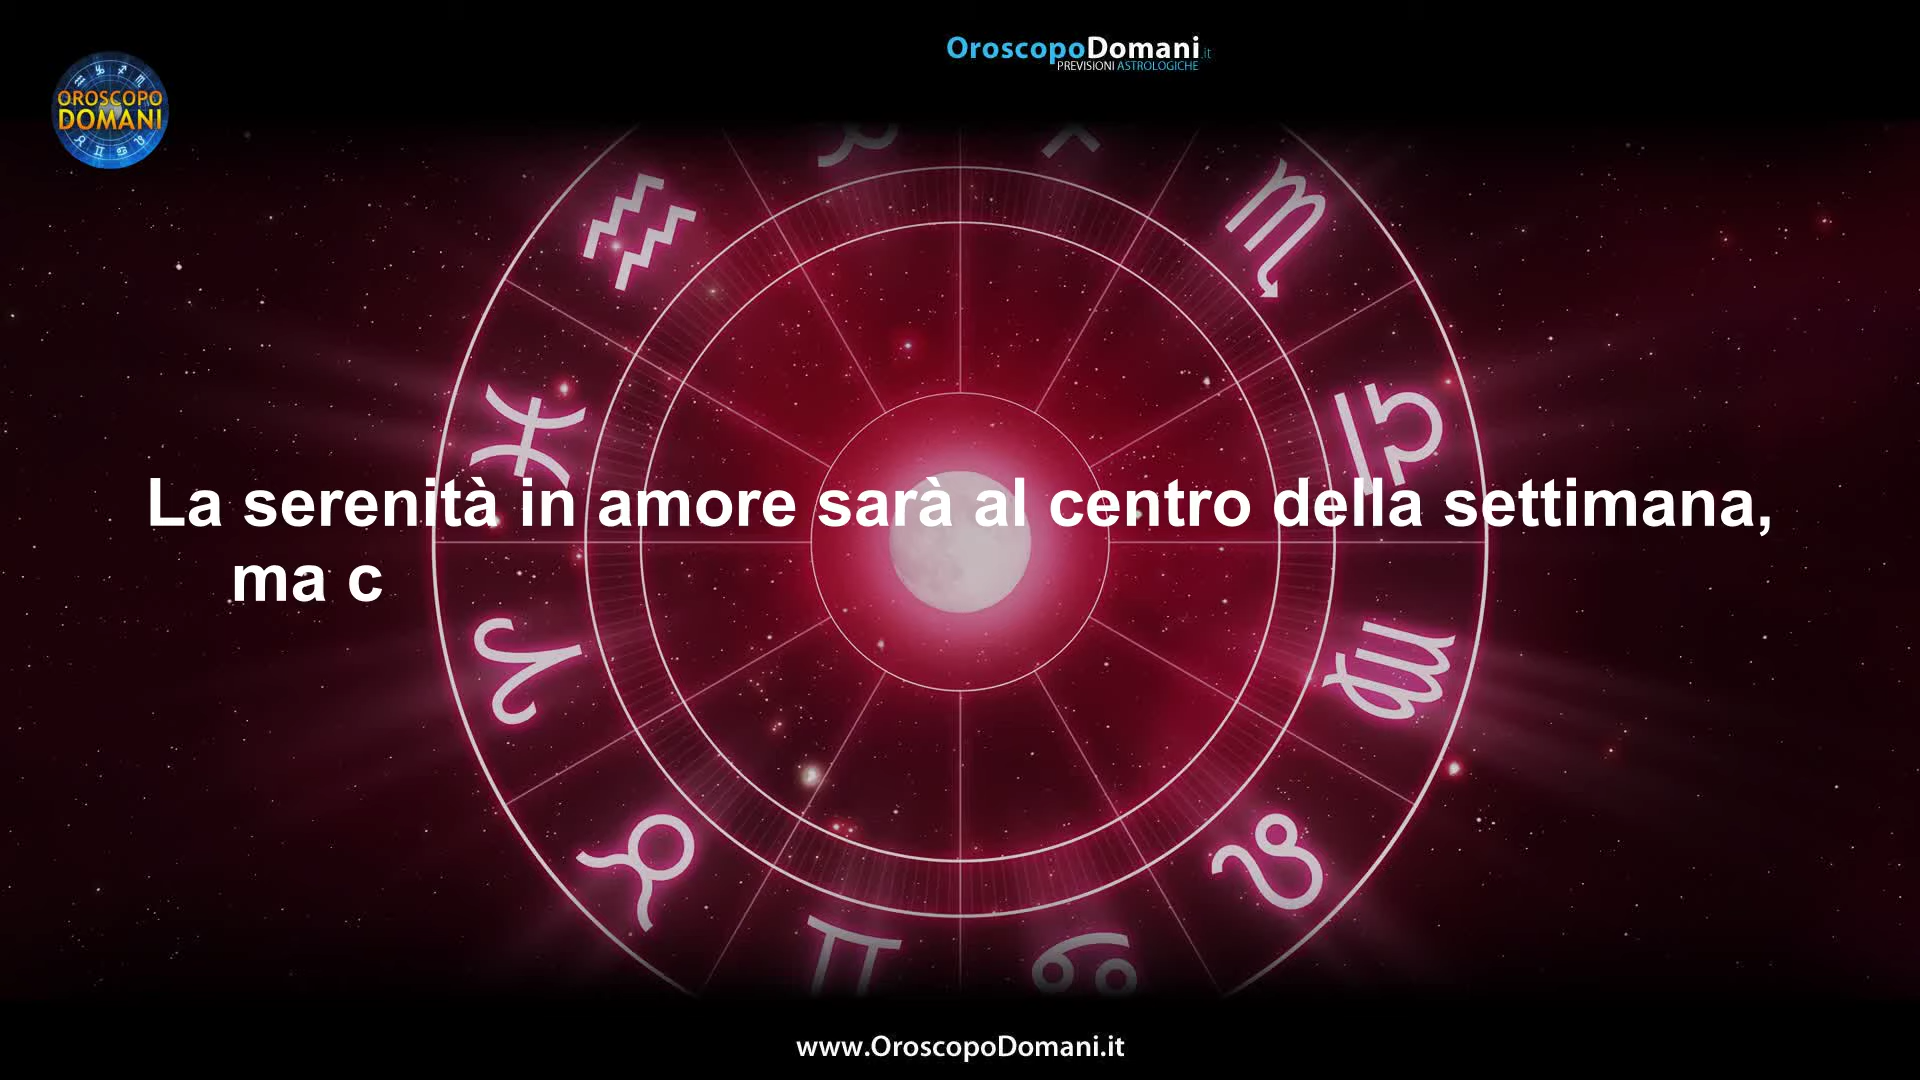 OroscopoDomani.it
PREVISIONI ASTROLOGICHE
OROSCOPO
DOMANI
La serenità in amore sarà al centro della settimana,
ma c
www.OroscopoDomani.it